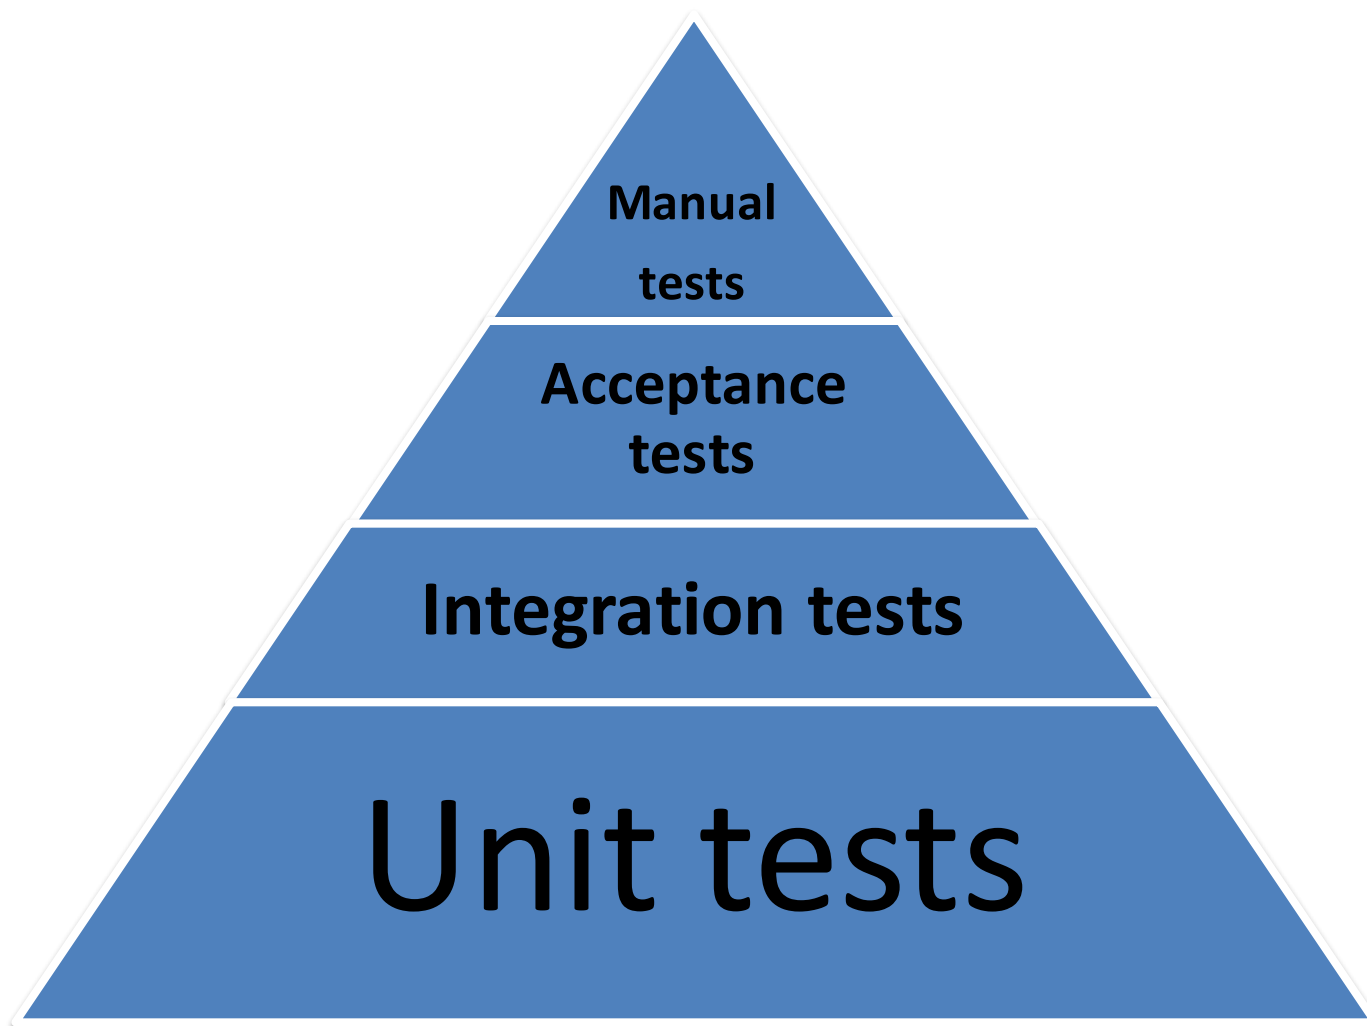 Manual
tests
Acceptance
tests
Integration tests
Unit tests